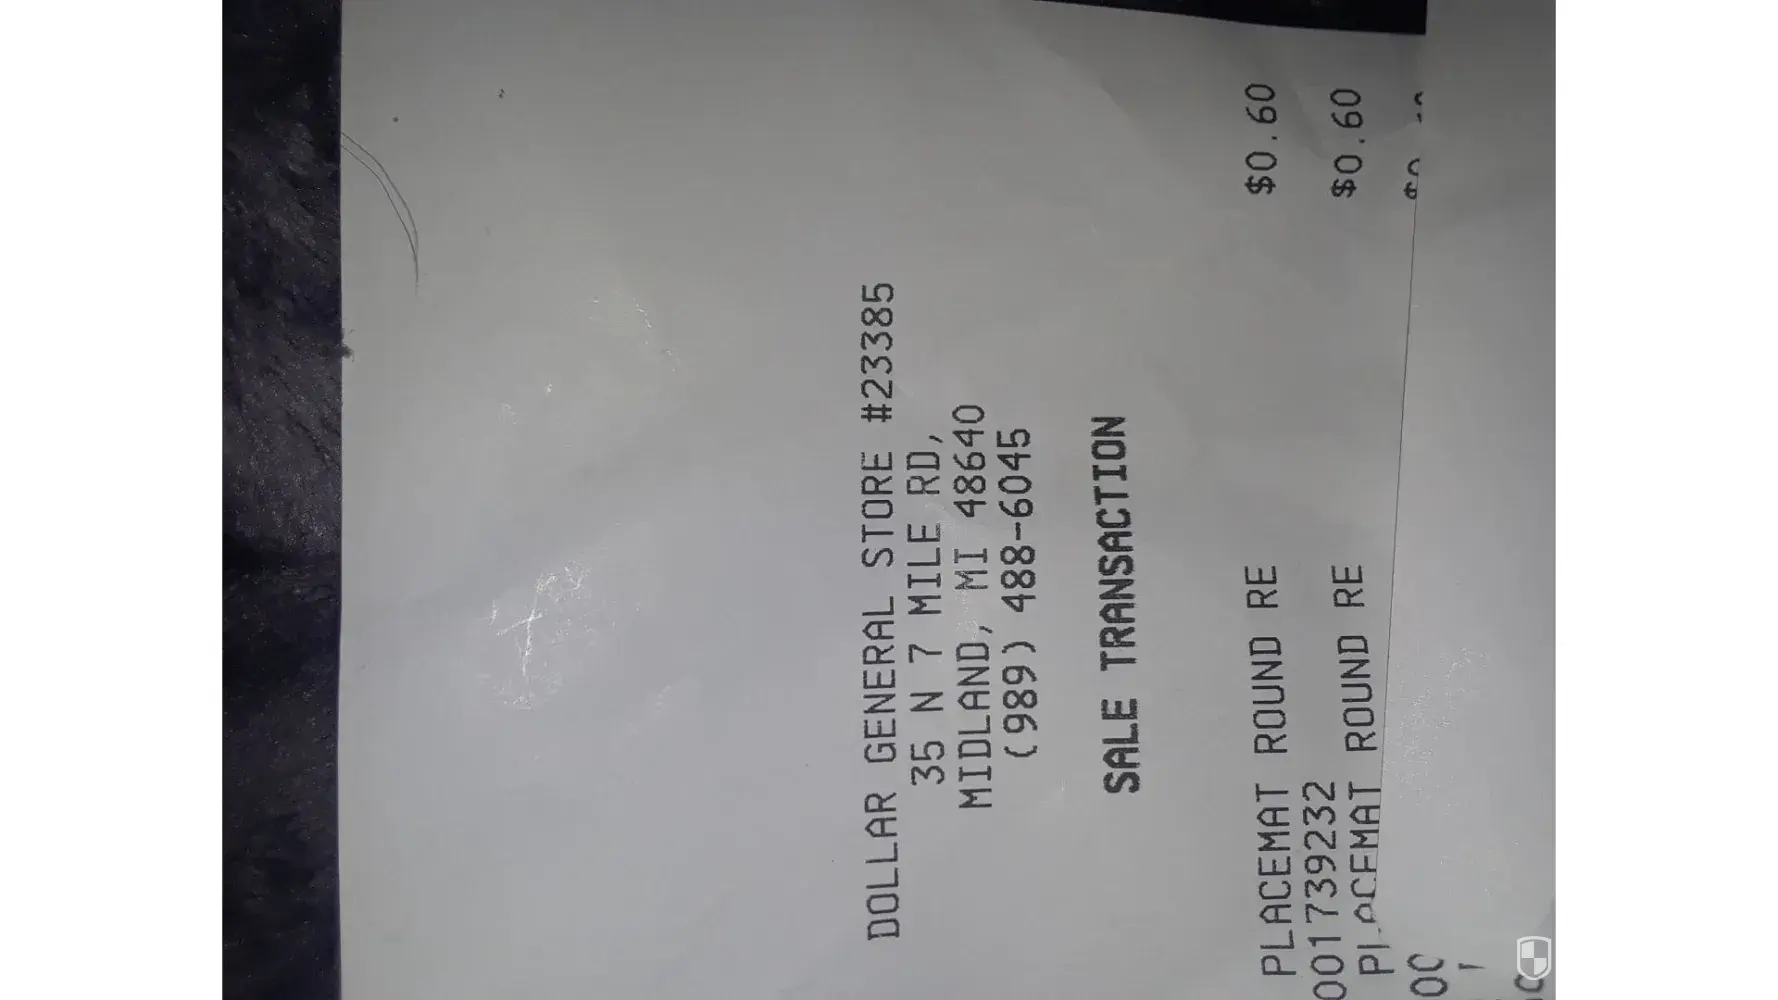 DOLLAR GENERAL STORE #23385
35 N 7 MILE RD,
MIDLAND, MI 48640
(989) 488-6045
SALE TRANSACTION
PLACEMAT ROUND RE $0.60
001739232
PLACEMAT ROUND RE $0.60